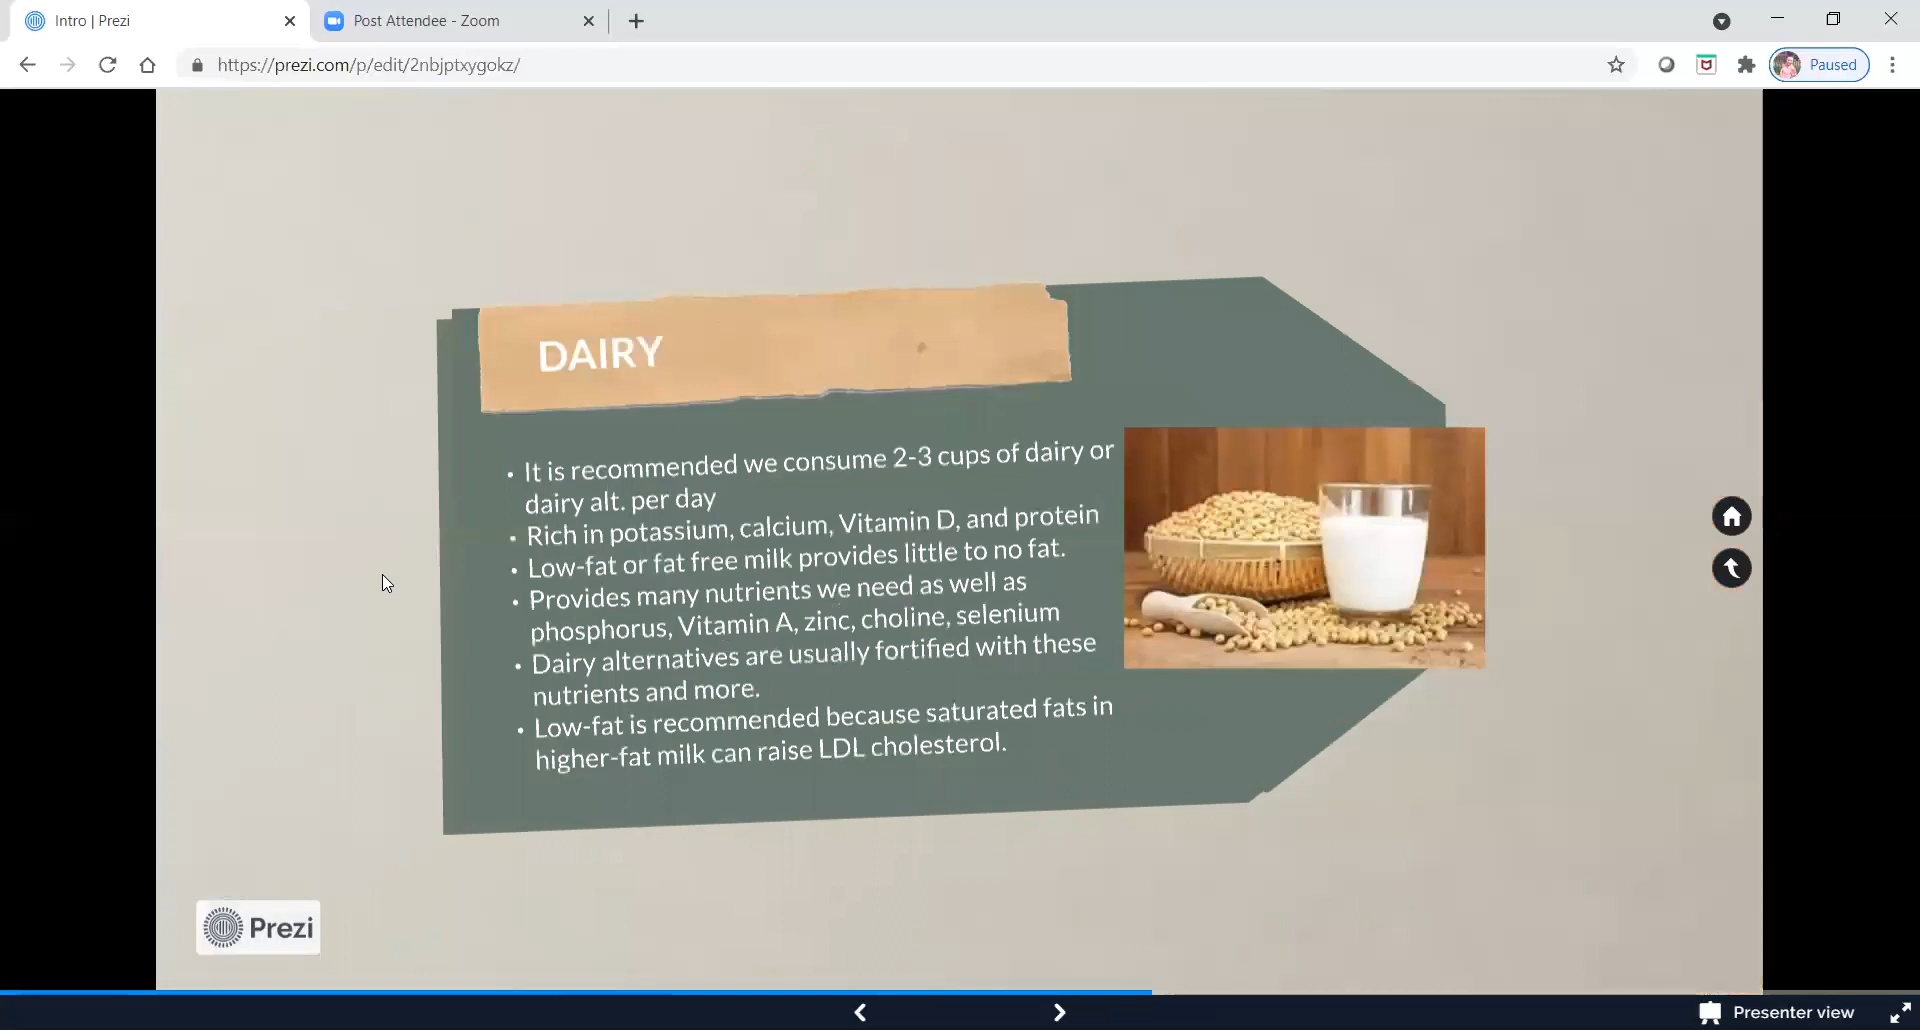 Intro | Prezi
Post Attendee - Zoom
https://prezi.com/p/edit/2nbjptxygokz/
Paused
DAIRY
• It is recommended we consume 2-3 cups of dairy or
dairy alt. per day
• Rich in potassium, calcium, Vitamin D, and protein
• Low-fat or fat free milk provides little to no fat.
• Provides many nutrients we need as well as
phosphorus, Vitamin A, zinc, choline, selenium
• Dairy alternatives are usually fortified with these
nutrients and more.
• Low-fat is recommended because saturated fats in
higher-fat milk can raise LDL cholesterol.
Prezi
Presenter view